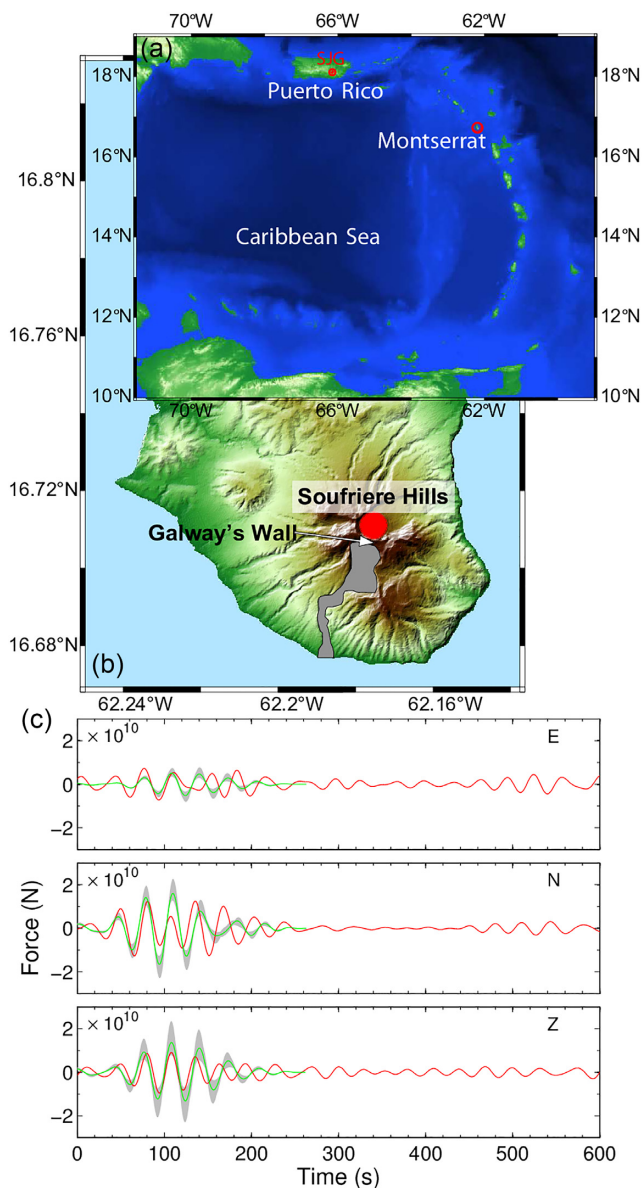 70°W 66°W 62°W
(a)
18°N SJG 18°N
Puerto Rico
Montserrat
16°N 16°N
16.8°N
14°N Caribbean Sea 14°N
12°N 12°N
16.76°N
10°N 10°N
70°W 66°W 62°W
16.72°N
Soufriere Hills
Galway's Wall
16.68°N
(b)
62.24°W 62.2°W 62.16°W
(c)
2 × 10¹⁰ E
0
−2
2 × 10¹⁰ N
0
−2
Force (N)
2 × 10¹⁰ Z
0
−2
0 100 200 300 400 500 600
Time (s)